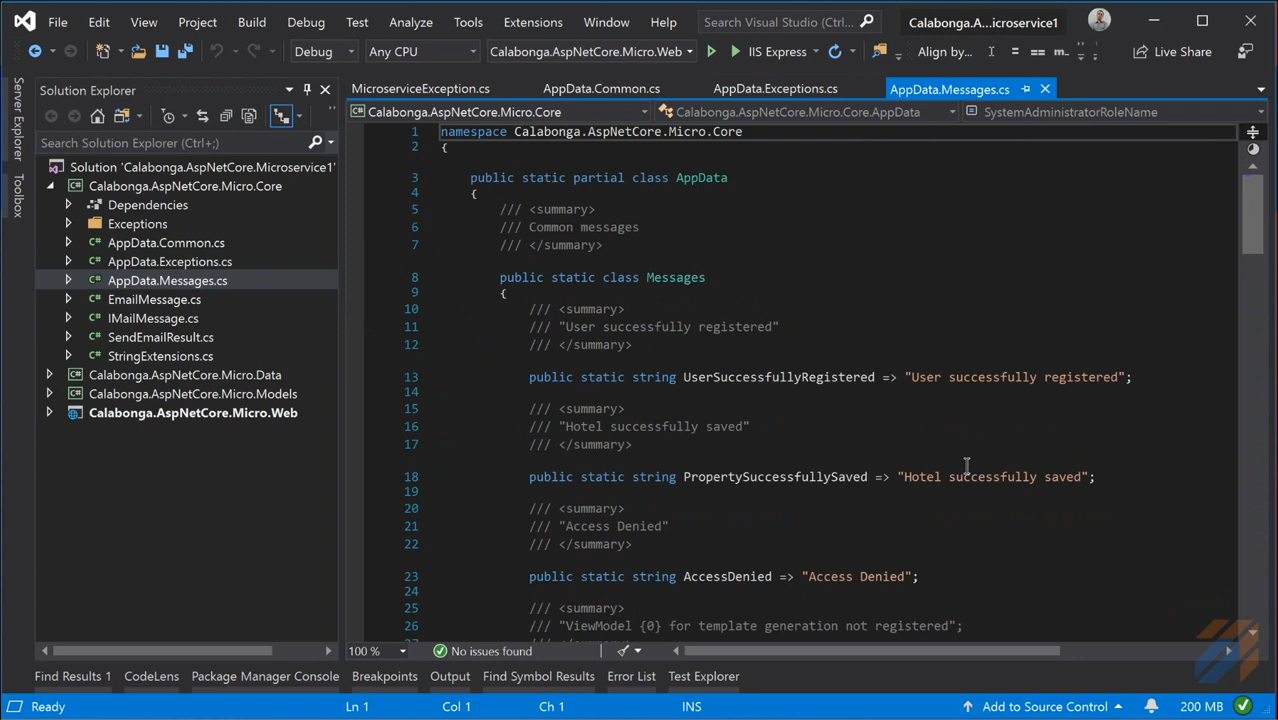 File Edit View Project Build Debug Test Analyze Tools Extensions Window Help Search Visual Studio (Ctrl+Q) Calabonga.A...icroservice1
Debug Any CPU Calabonga.AspNetCore.Micro.Web IIS Express Align by... = == m... Live Share
Server Explorer
Toolbox
Solution Explorer
Search Solution Explorer (Ctrl+;)
Solution 'Calabonga.AspNetCore.Microservice1'
Calabonga.AspNetCore.Micro.Core
Dependencies
Exceptions
C# AppData.Common.cs
C# AppData.Exceptions.cs
C# AppData.Messages.cs
C# EmailMessage.cs
C# IMailMessage.cs
C# SendEmailResult.cs
C# StringExtensions.cs
Calabonga.AspNetCore.Micro.Data
Calabonga.AspNetCore.Micro.Models
Calabonga.AspNetCore.Micro.Web
MicroserviceException.cs AppData.Common.cs AppData.Exceptions.cs AppData.Messages.cs
Calabonga.AspNetCore.Micro.Core Calabonga.AspNetCore.Micro.Core.AppData SystemAdministratorRoleName
1 namespace Calabonga.AspNetCore.Micro.Core
2 {
3 public static partial class AppData
4 {
5 /// <summary>
6 /// Common messages
7 /// </summary>
8 public static class Messages
9 {
10 /// <summary>
11 /// "User successfully registered"
12 /// </summary>
13 public static string UserSuccessfullyRegistered => "User successfully registered";
14
15 /// <summary>
16 /// "Hotel successfully saved"
17 /// </summary>
18 public static string PropertySuccessfullySaved => "Hotel successfully saved";
19
20 /// <summary>
21 /// "Access Denied"
22 /// </summary>
23 public static string AccessDenied => "Access Denied";
24
25 /// <summary>
26 /// "ViewModel {0} for template generation not registered";
100 % No issues found
Find Results 1 CodeLens Package Manager Console Breakpoints Output Find Symbol Results Error List Test Explorer
Ready Ln 1 Col 1 Ch 1 INS Add to Source Control 200 MB